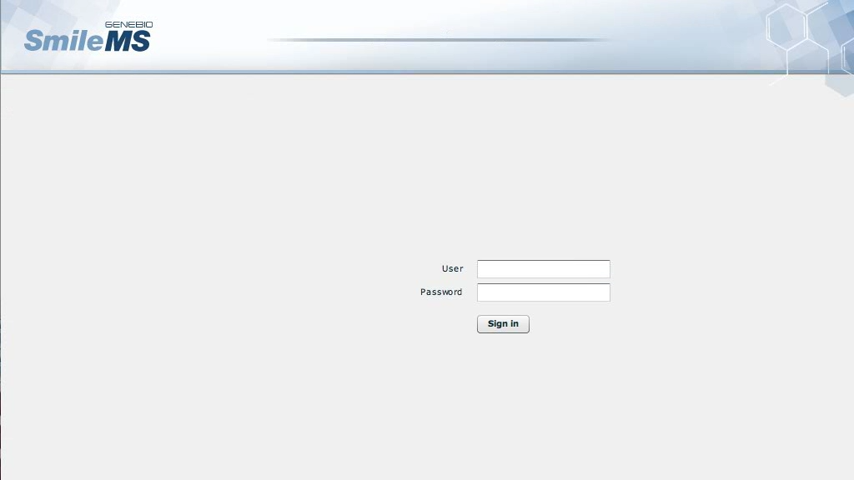 GENEBIO
SmileMS
User
Password
Sign in